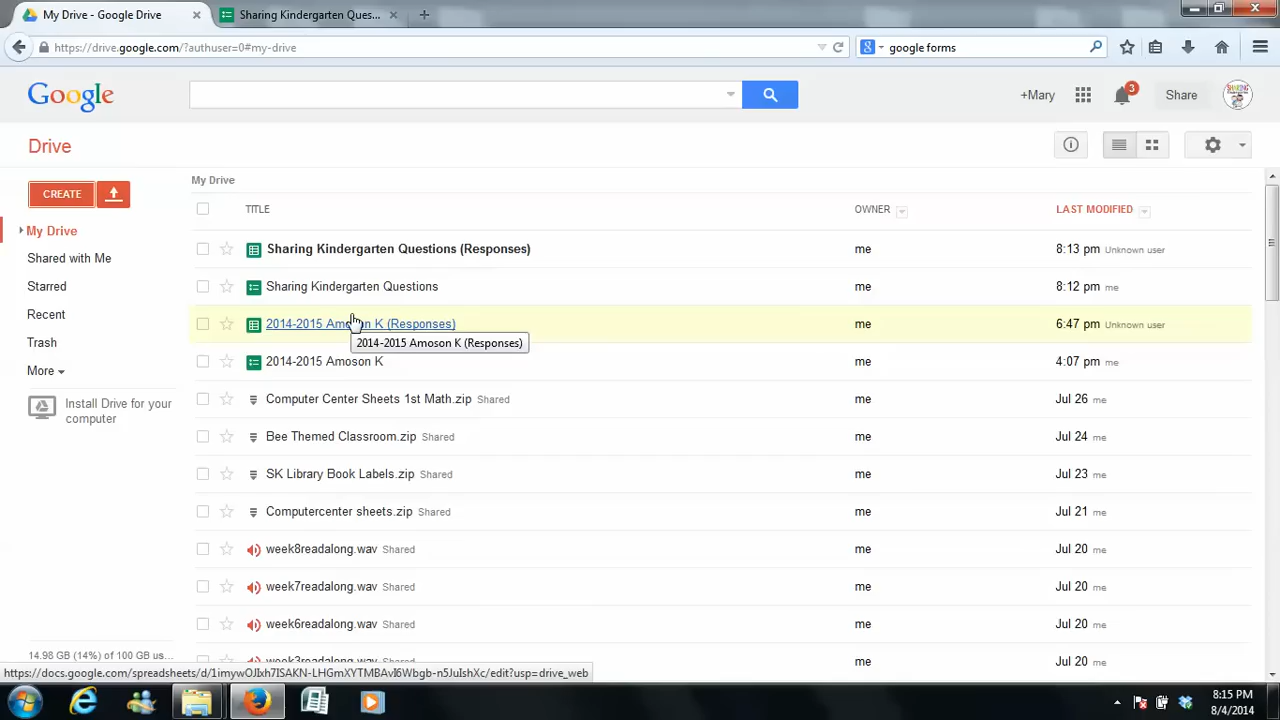 My Drive - Google Drive
Sharing Kindergarten Ques...
https://drive.google.com/?authuser=0#my-drive
google forms
Google
+Mary
3
Share
Drive
CREATE
My Drive
Shared with Me
Starred
Recent
Trash
More
Install Drive for your
computer
14.98 GB (14%) of 100 GB us...
My Drive
TITLE OWNER LAST MODIFIED
Sharing Kindergarten Questions (Responses) me 8:13 pm Unknown user
Sharing Kindergarten Questions me 8:12 pm me
2014-2015 Amoson K (Responses) me 6:47 pm Unknown user
2014-2015 Amoson K (Responses)
2014-2015 Amoson K me 4:07 pm me
Computer Center Sheets 1st Math.zip Shared me Jul 26 me
Bee Themed Classroom.zip Shared me Jul 24 me
SK Library Book Labels.zip Shared me Jul 23 me
Computercenter sheets.zip Shared me Jul 21 me
week8readalong.wav Shared me Jul 20 me
week7readalong.wav Shared me Jul 20 me
week6readalong.wav Shared me Jul 20 me
week3readalong.wav Shared me Jul 20 me
8:15 PM
8/4/2014